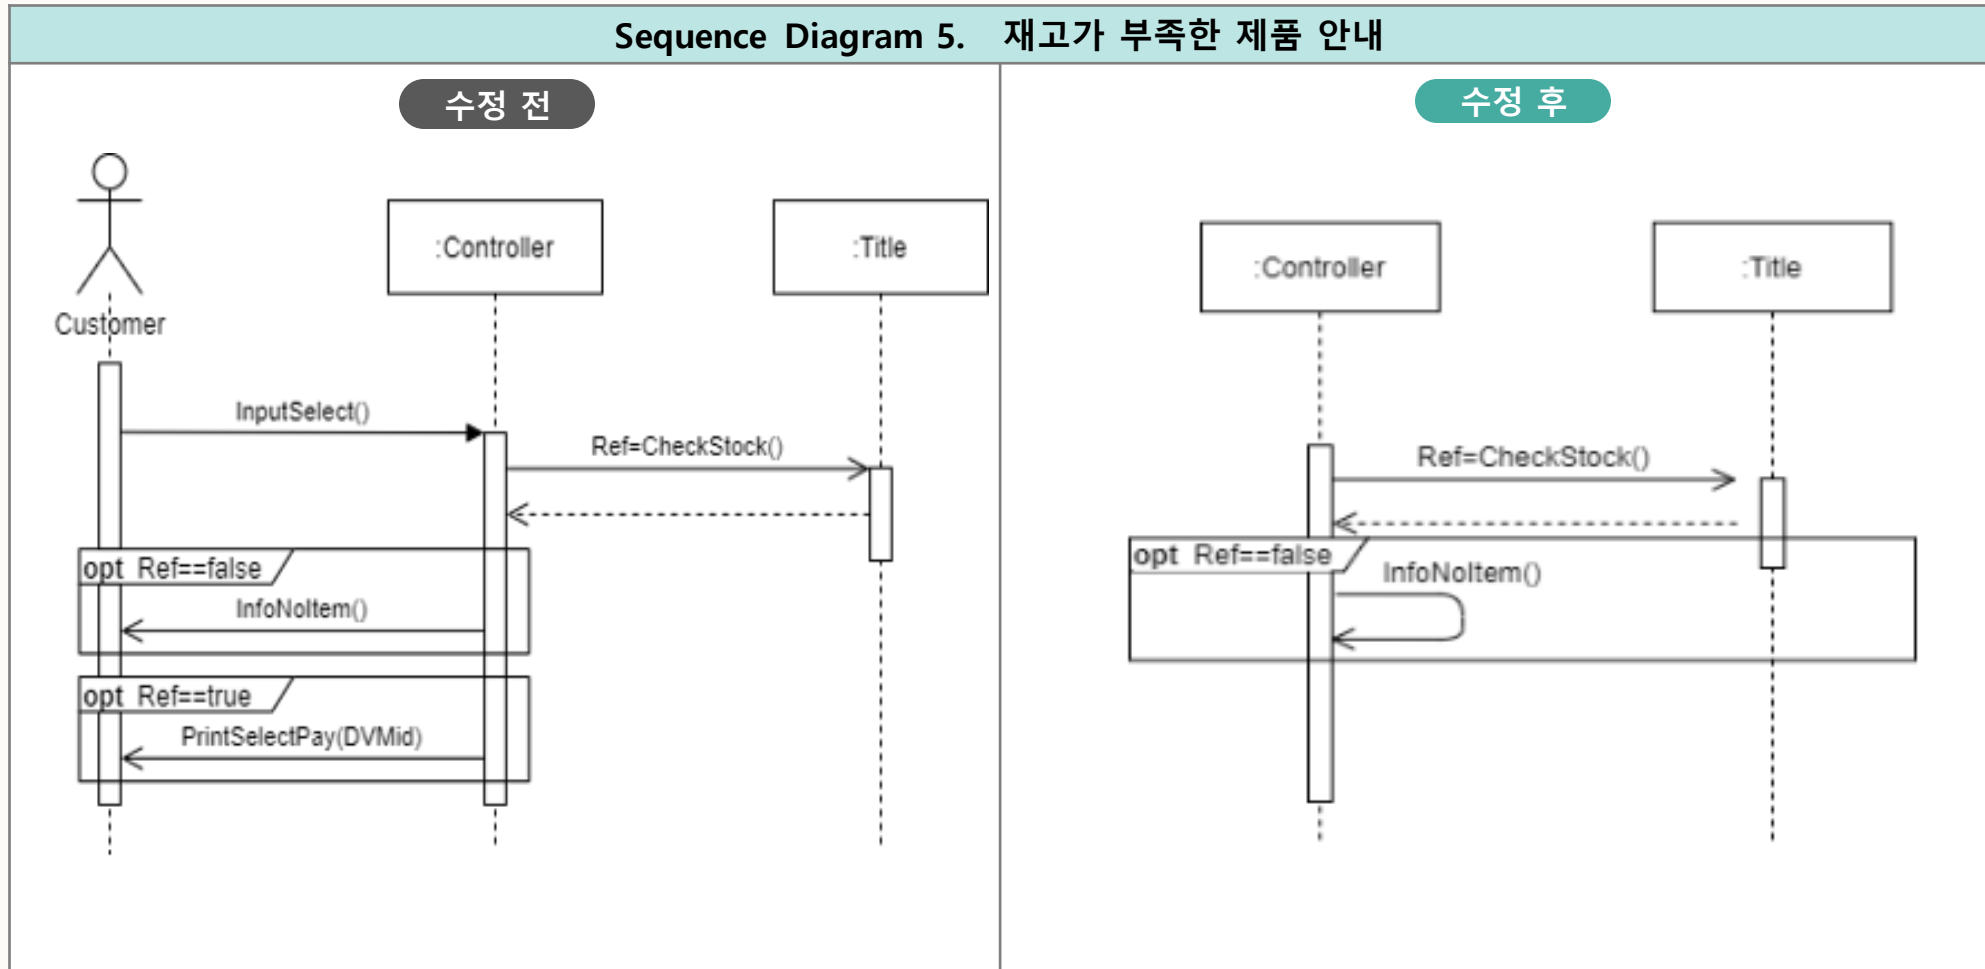 Sequence Diagram 5. 재고가 부족한 제품 안내
수정 전
:Controller
:Title
Customer
InputSelect()
Ref=CheckStock()
opt Ref==false
InfoNoItem()
opt Ref==true
PrintSelectPay(DVMid)
수정 후
:Controller
:Title
Ref=CheckStock()
opt Ref==false
InfoNoItem()